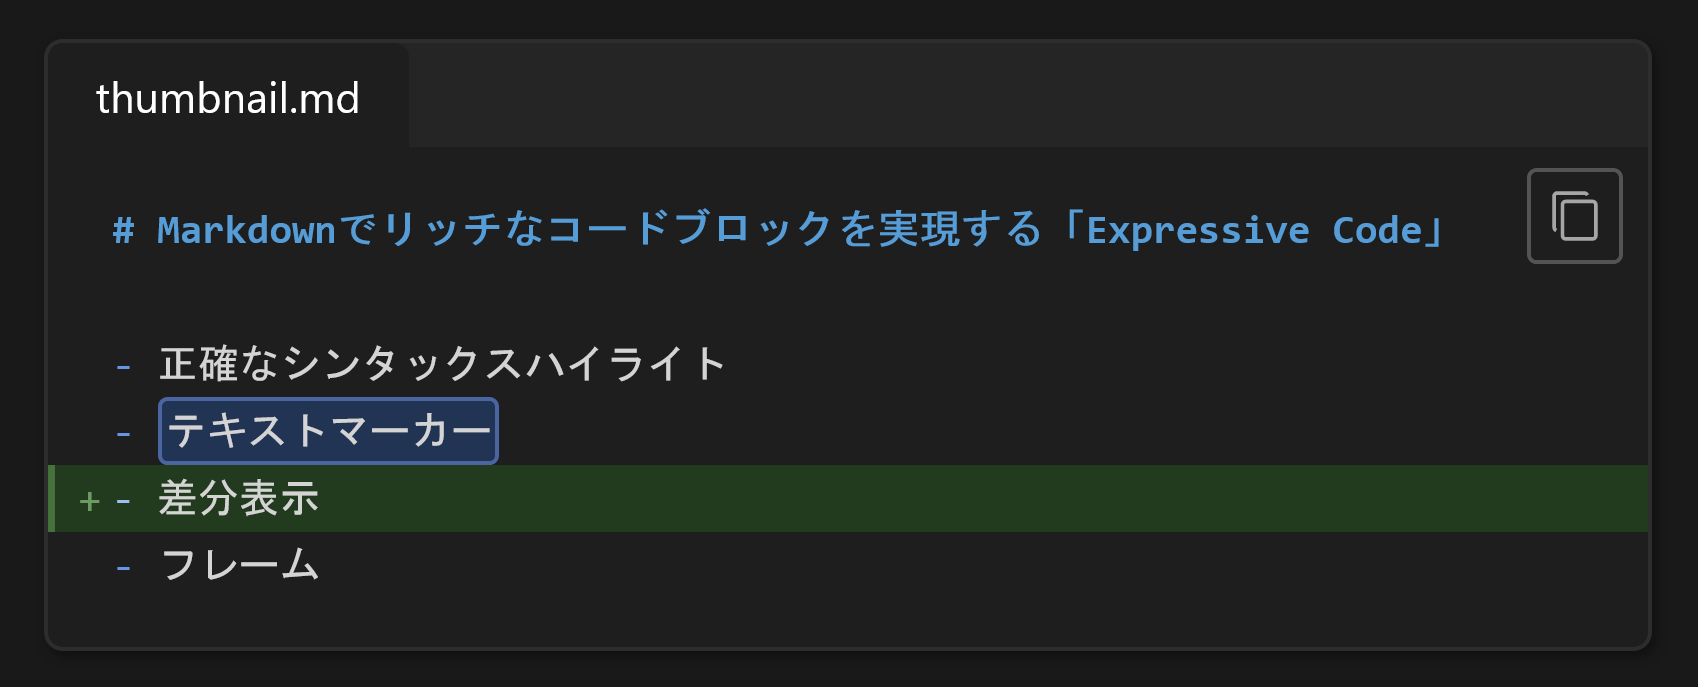 thumbnail.md
# Markdownでリッチなコードブロックを実現する「Expressive Code」
- 正確なシンタックスハイライト
- テキストマーカー
+ - 差分表示
- フレーム